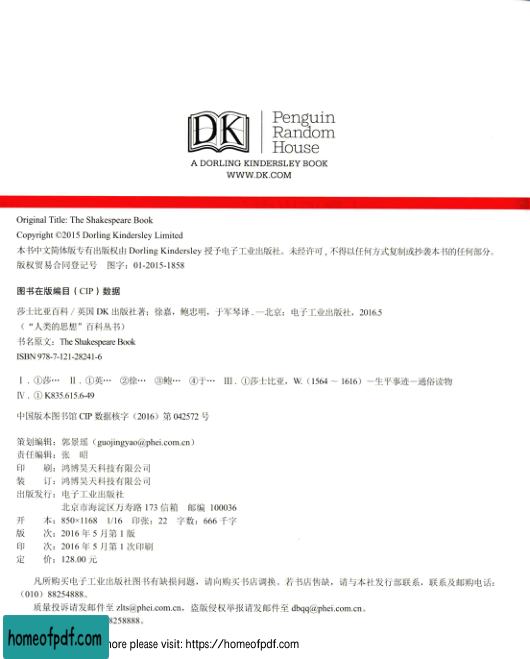 DK
Penguin
Random
House
A DORLING KINDERSLEY BOOK
WWW.DK.COM
Original Title: The Shakespeare Book
Copyright ©2015 Dorling Kindersley Limited
本书中文简体版专有出版权由 Dorling Kindersley 授予电子工业出版社。未经许可,不得以任何方式复制或抄袭本书的任何部分。
版权贸易合同登记号 图字:01-2015-1858
图书在版编目(CIP)数据
莎士比亚百科/英国 DK 出版社著;徐嘉,鲍忠明,于军琴译.—北京:电子工业出版社,2016.5
(“人类的思想”百科丛书)
书名原文:The Shakespeare Book
ISBN 978-7-121-28241-6
Ⅰ.①莎… Ⅱ.①英… ②徐… ③鲍… ④于… Ⅲ.①莎士比亚,W.(1564 ~ 1616)-生平事迹-通俗读物
Ⅳ.① K835.615.6-49
中国版本图书馆 CIP 数据核字(2016)第 042572 号
策划编辑:郭景瑶(guojingyao@phei.com.cn)
责任编辑:张 昭
印 刷:鸿博昊天科技有限公司
装 订:鸿博昊天科技有限公司
出版发行:电子工业出版社
北京市海淀区万寿路 173 信箱 邮编 100036
开 本:850×1168 1/16 印张:22 字数:666 千字
版 次:2016 年 5 月第 1 版
印 次:2016 年 5 月第 1 次印刷
定 价:128.00 元
凡所购买电子工业出版社图书有缺损问题,请向购买书店调换。若书店售缺,请与本社发行部联系,联系及邮购电话:
(010)88254888。
质量投诉请发邮件至 zlts@phei.com.cn,盗版侵权举报请发邮件至 dbqq@phei.com.cn。
8258888。
homeofpdf.com
ore please visit: https://homeofpdf.com